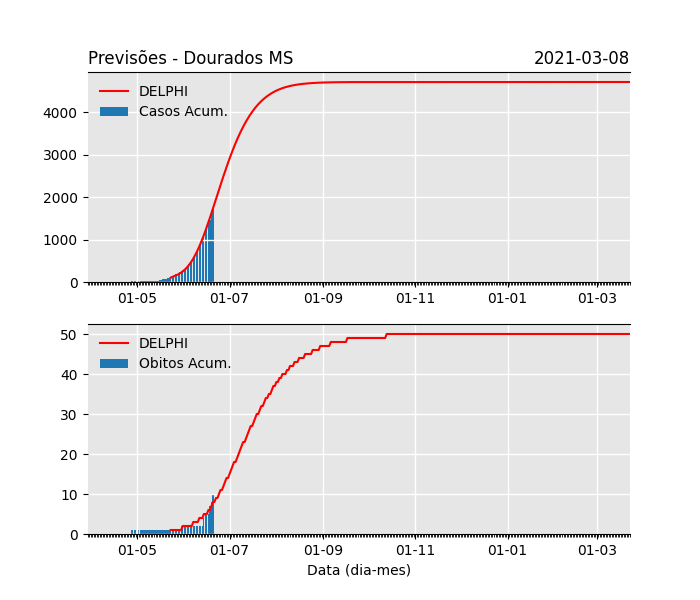 Previsões - Dourados MS 2021-03-08
DELPHI
Casos Acum.
4000
3000
2000
1000
0
01-05 01-07 01-09 01-11 01-01 01-03
DELPHI
Obitos Acum.
50
40
30
20
10
0
01-05 01-07 01-09 01-11 01-01 01-03
Data (dia-mes)